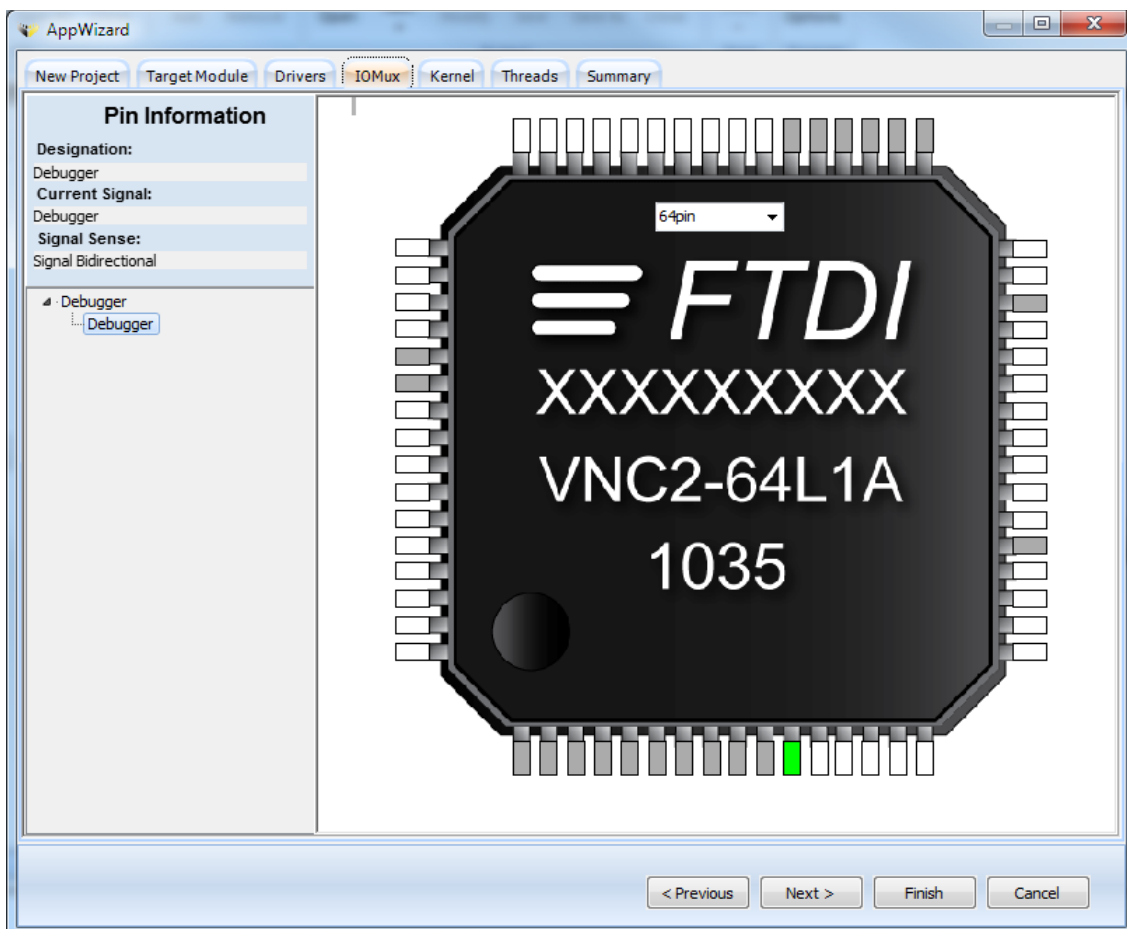 AppWizard
New Project Target Module Drivers IOMux Kernel Threads Summary
Pin Information
Designation:
Debugger
Current Signal:
Debugger
Signal Sense:
Signal Bidirectional
Debugger
Debugger
64pin
FTDI
XXXXXXXXX
VNC2-64L1A
1035
< Previous Next > Finish Cancel